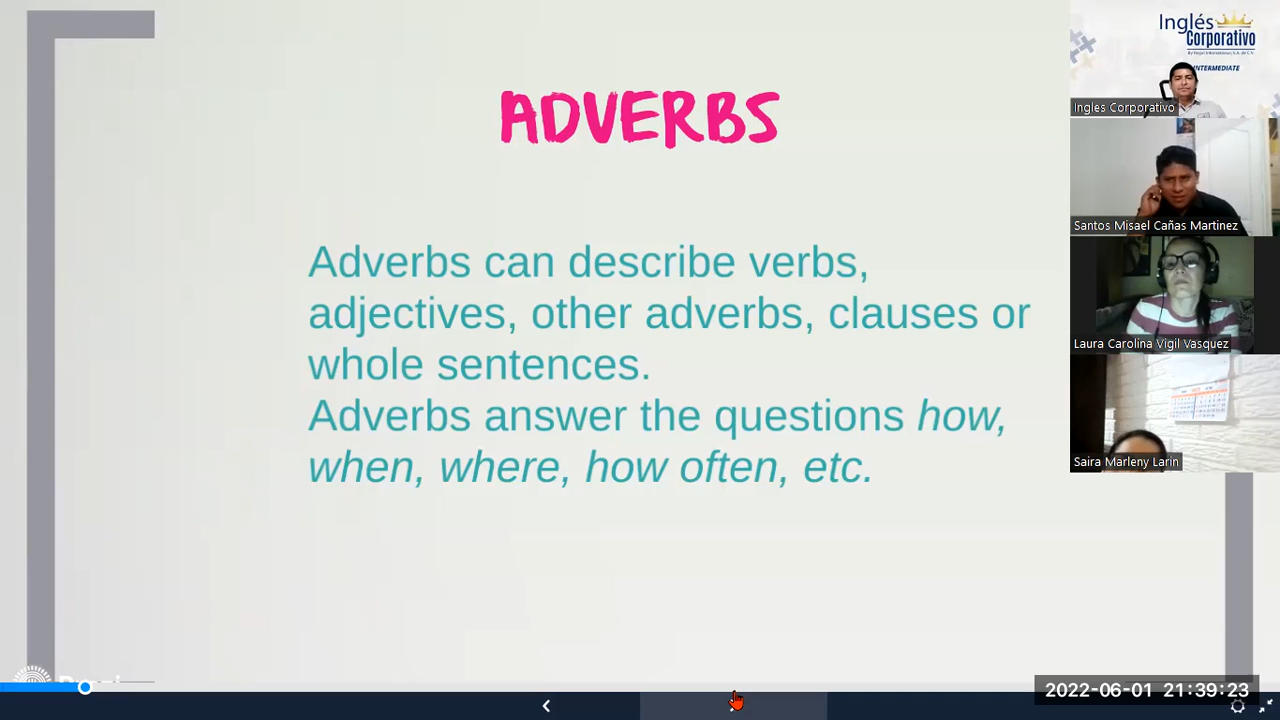 ADVERBS
Adverbs can describe verbs,
adjectives, other adverbs, clauses or
whole sentences.
Adverbs answer the questions how,
when, where, how often, etc.
Inglés
Corporativo
INTERMEDIATE
Ingles Corporativo
Santos Misael Cañas Martinez
Laura Carolina Vigil Vasquez
Saira Marleny Larin
2022-06-01 21:39:23